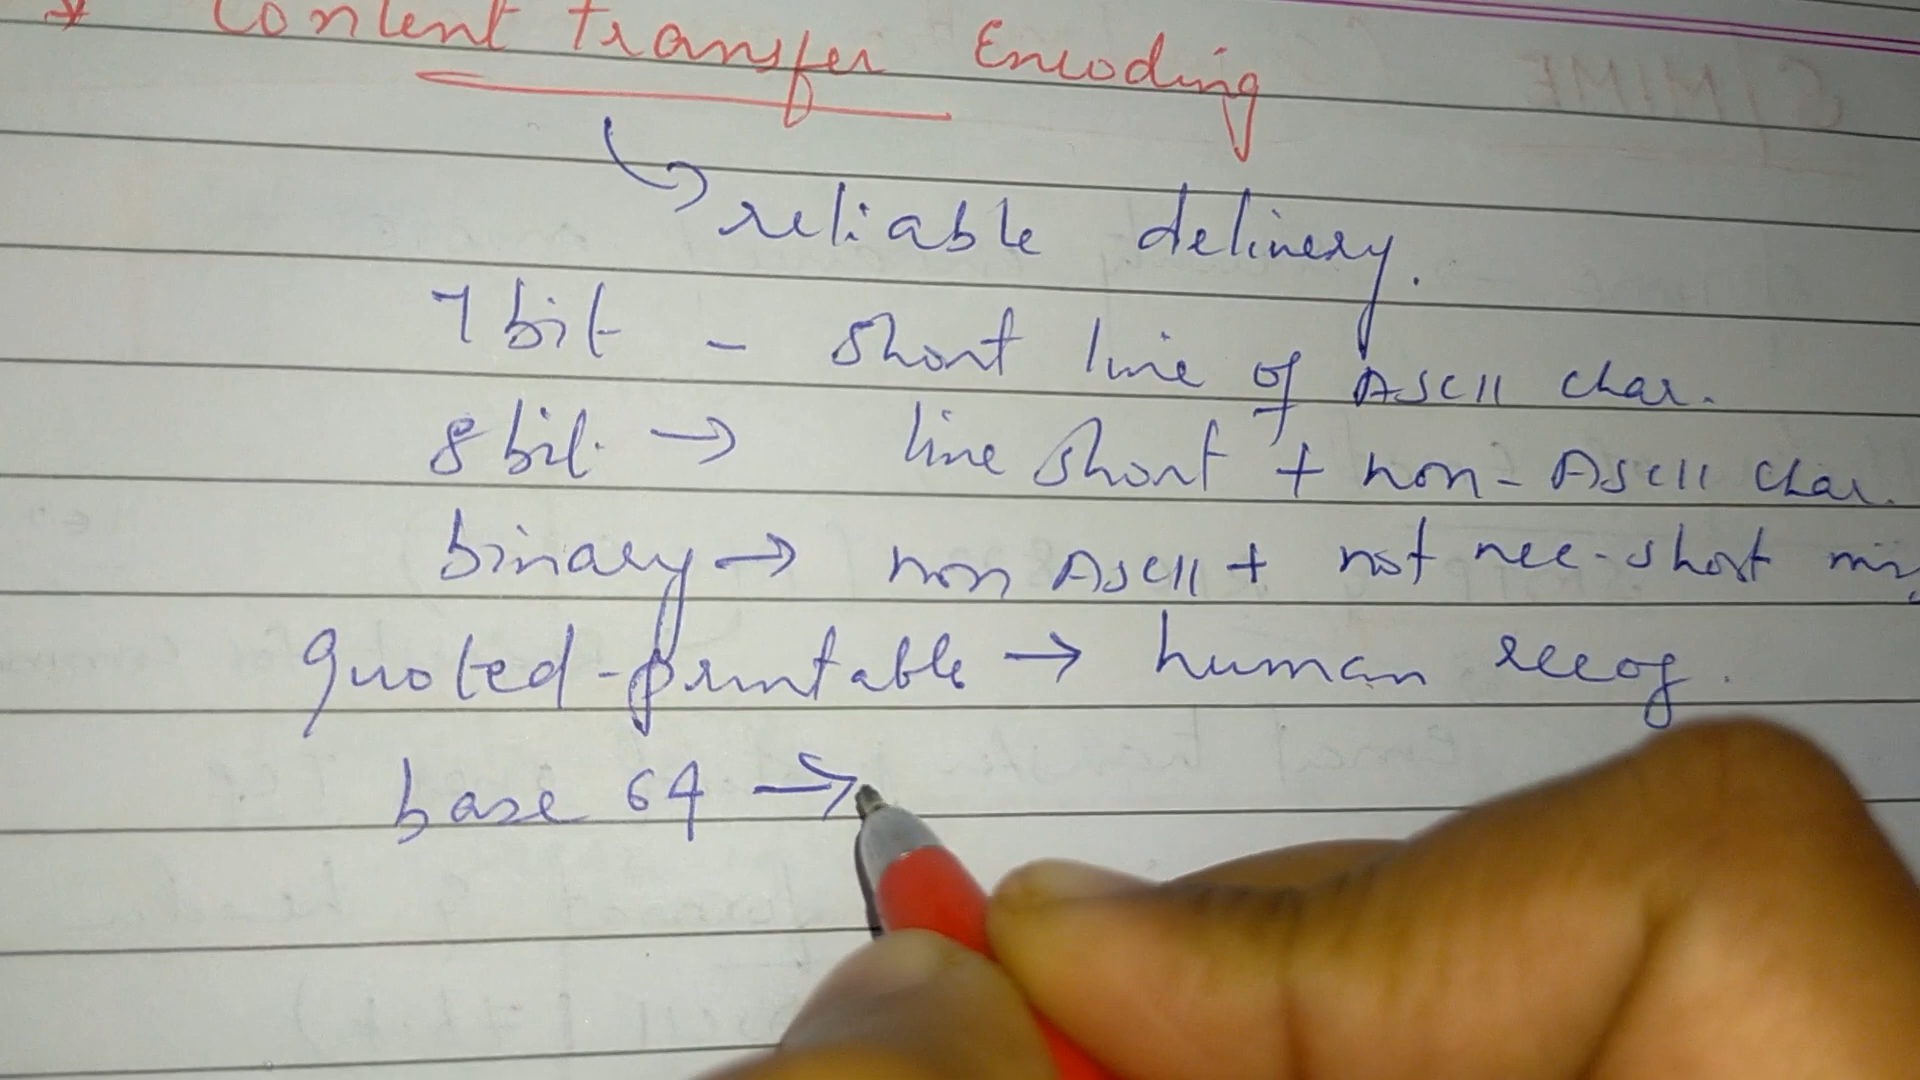 * Content Transfer Encoding
S/MIME
reliable delivery.
7 bit - short line of ASCII char.
8 bit. → line short + non-ASCII char.
binary → non ASCII + not nec-short
quoted-printable → human recog.
base 64 →